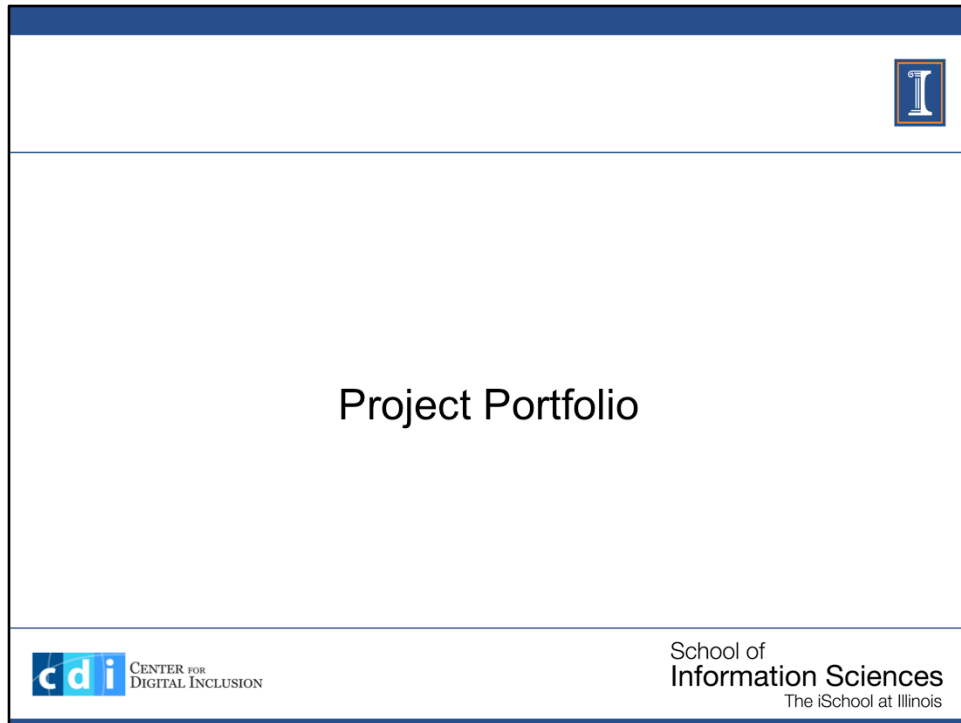 I
Project Portfolio
cdi
CENTER FOR
DIGITAL INCLUSION
School of
Information Sciences
The iSchool at Illinois